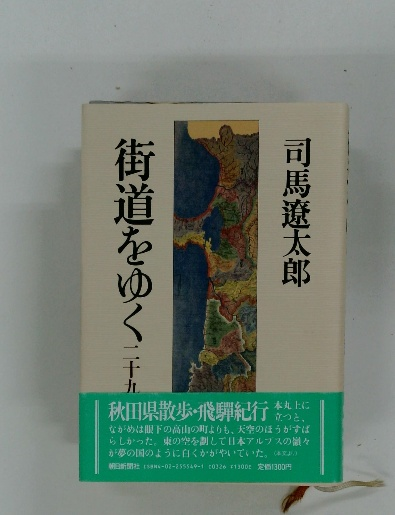 司馬遼太郎
街道をゆく 二十九
秋田県散歩・飛騨紀行
本丸上に
立つと、
ながめは眼下の高山の町よりも、天空のほうがすば
らしかった。東の空を劃して日本アルプスの嶺々
が夢の国のように白くかがやいていた。(本文より)
朝日新聞社 定価1300円